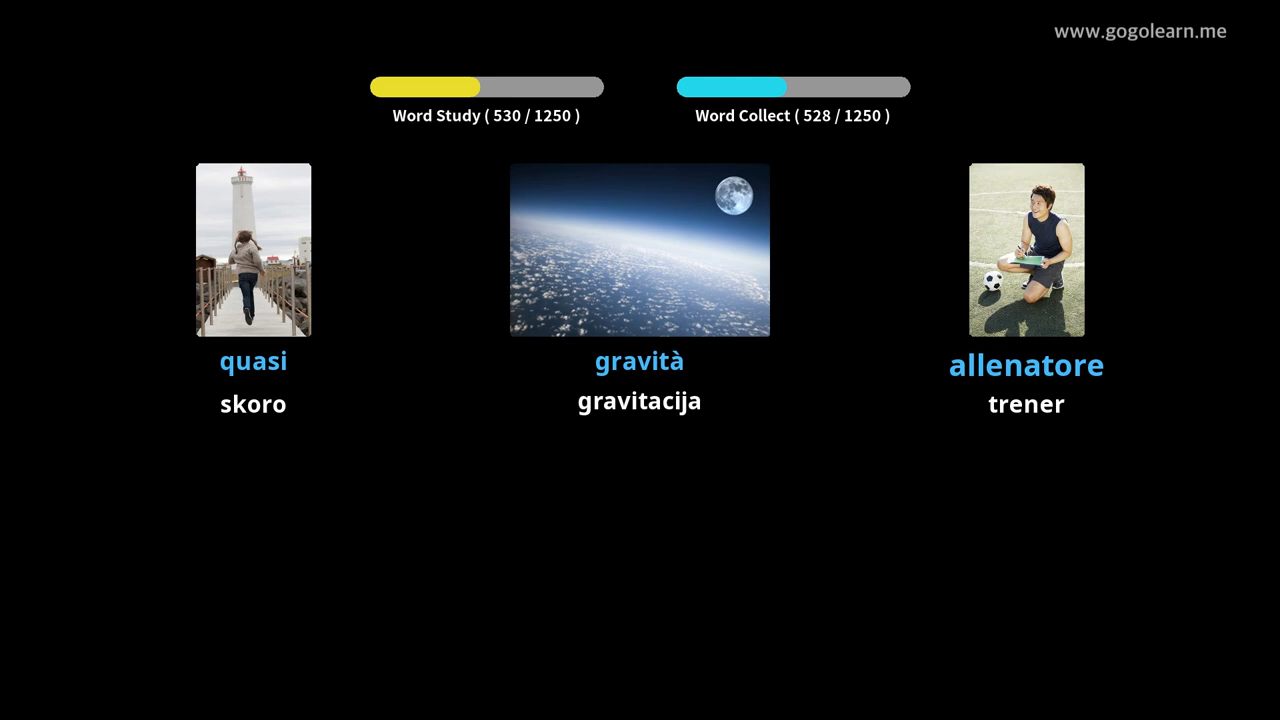 www.gogolearn.me
Word Study ( 530 / 1250 )
Word Collect ( 528 / 1250 )
quasi
skoro
gravità
gravitacija
allenatore
trener